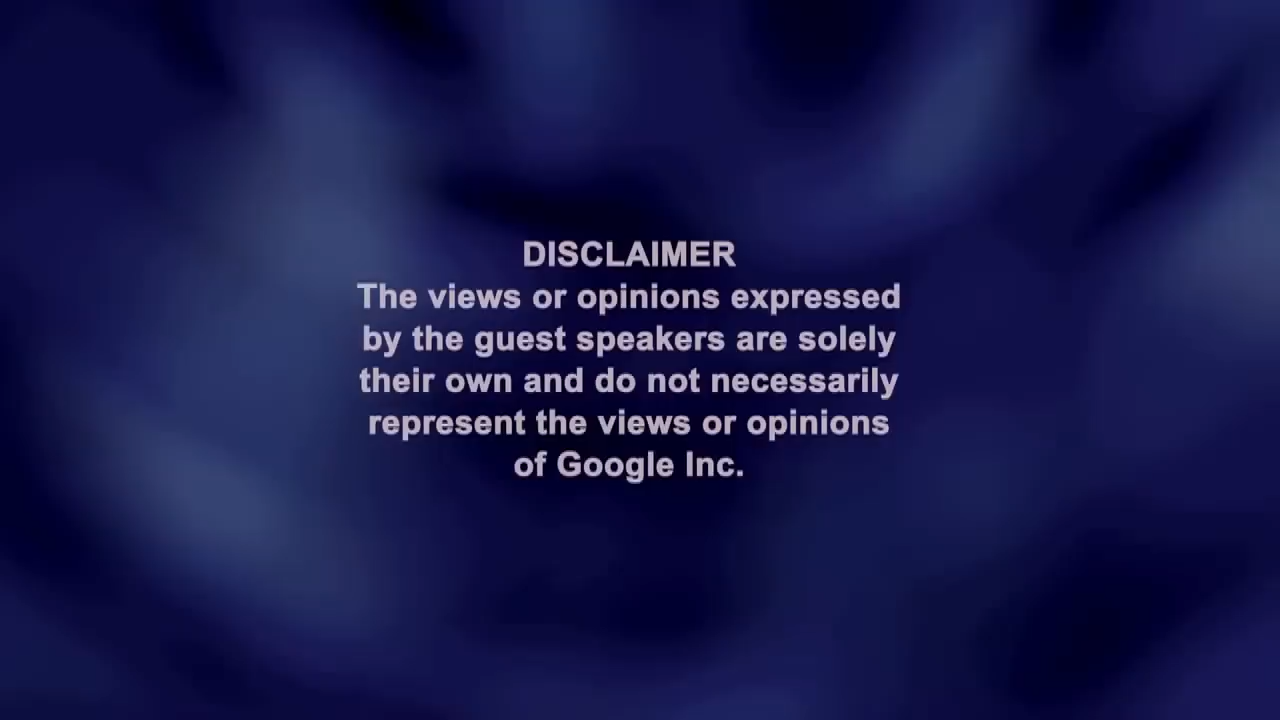 DISCLAIMER
The views or opinions expressed
by the guest speakers are solely
their own and do not necessarily
represent the views or opinions
of Google Inc.